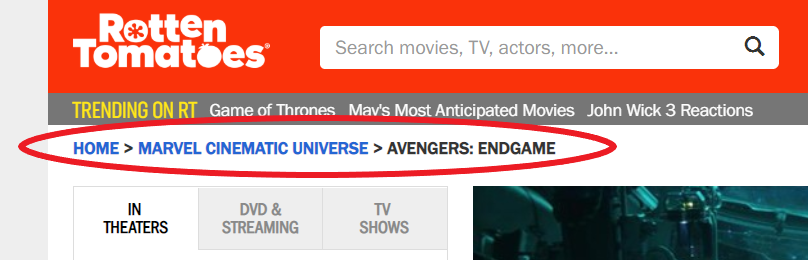 Rotten
Tomatoes®
Search movies, TV, actors, more...
TRENDING ON RT Game of Thrones May's Most Anticipated Movies John Wick 3 Reactions
HOME > MARVEL CINEMATIC UNIVERSE > AVENGERS: ENDGAME
IN
THEATERS
DVD &
STREAMING
TV
SHOWS